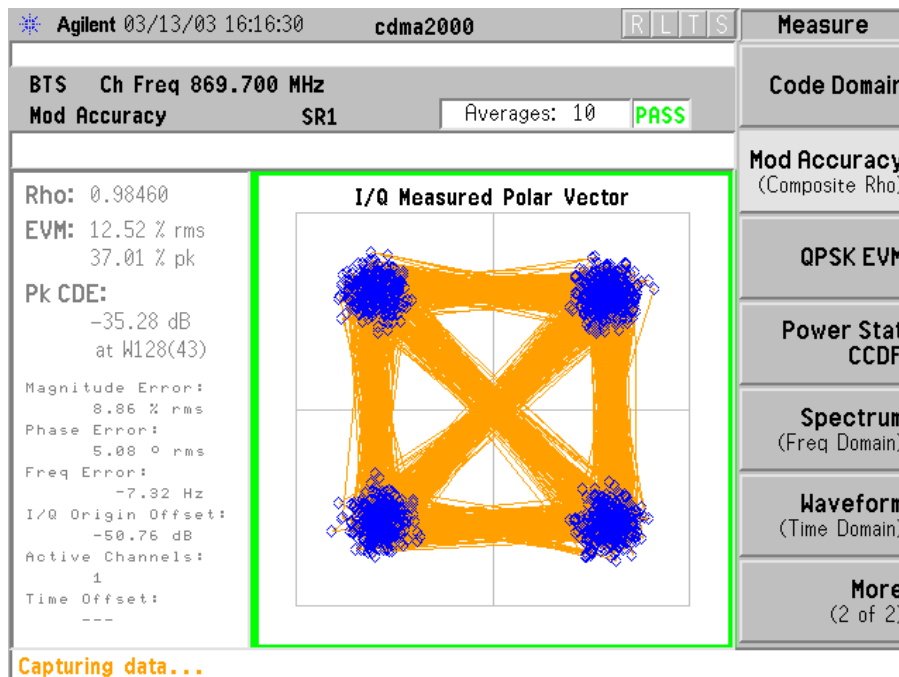 Agilent 03/13/03 16:16:30 cdma2000 R L T S
BTS Ch Freq 869.700 MHz
Mod Accuracy SR1 Averages: 10 PASS
Rho: 0.98460
EVM: 12.52 % rms
37.01 % pk
Pk CDE:
-35.28 dB
at W128(43)
Magnitude Error:
8.86 % rms
Phase Error:
5.08 º rms
Freq Error:
-7.32 Hz
I/Q Origin Offset:
-50.76 dB
Active Channels:
1
Time Offset:
---
I/Q Measured Polar Vector
Capturing data...
Measure
Code Domain
Mod Accuracy
(Composite Rho)
QPSK EVM
Power Stat
CCDF
Spectrum
(Freq Domain)
Waveform
(Time Domain)
More
(2 of 2)